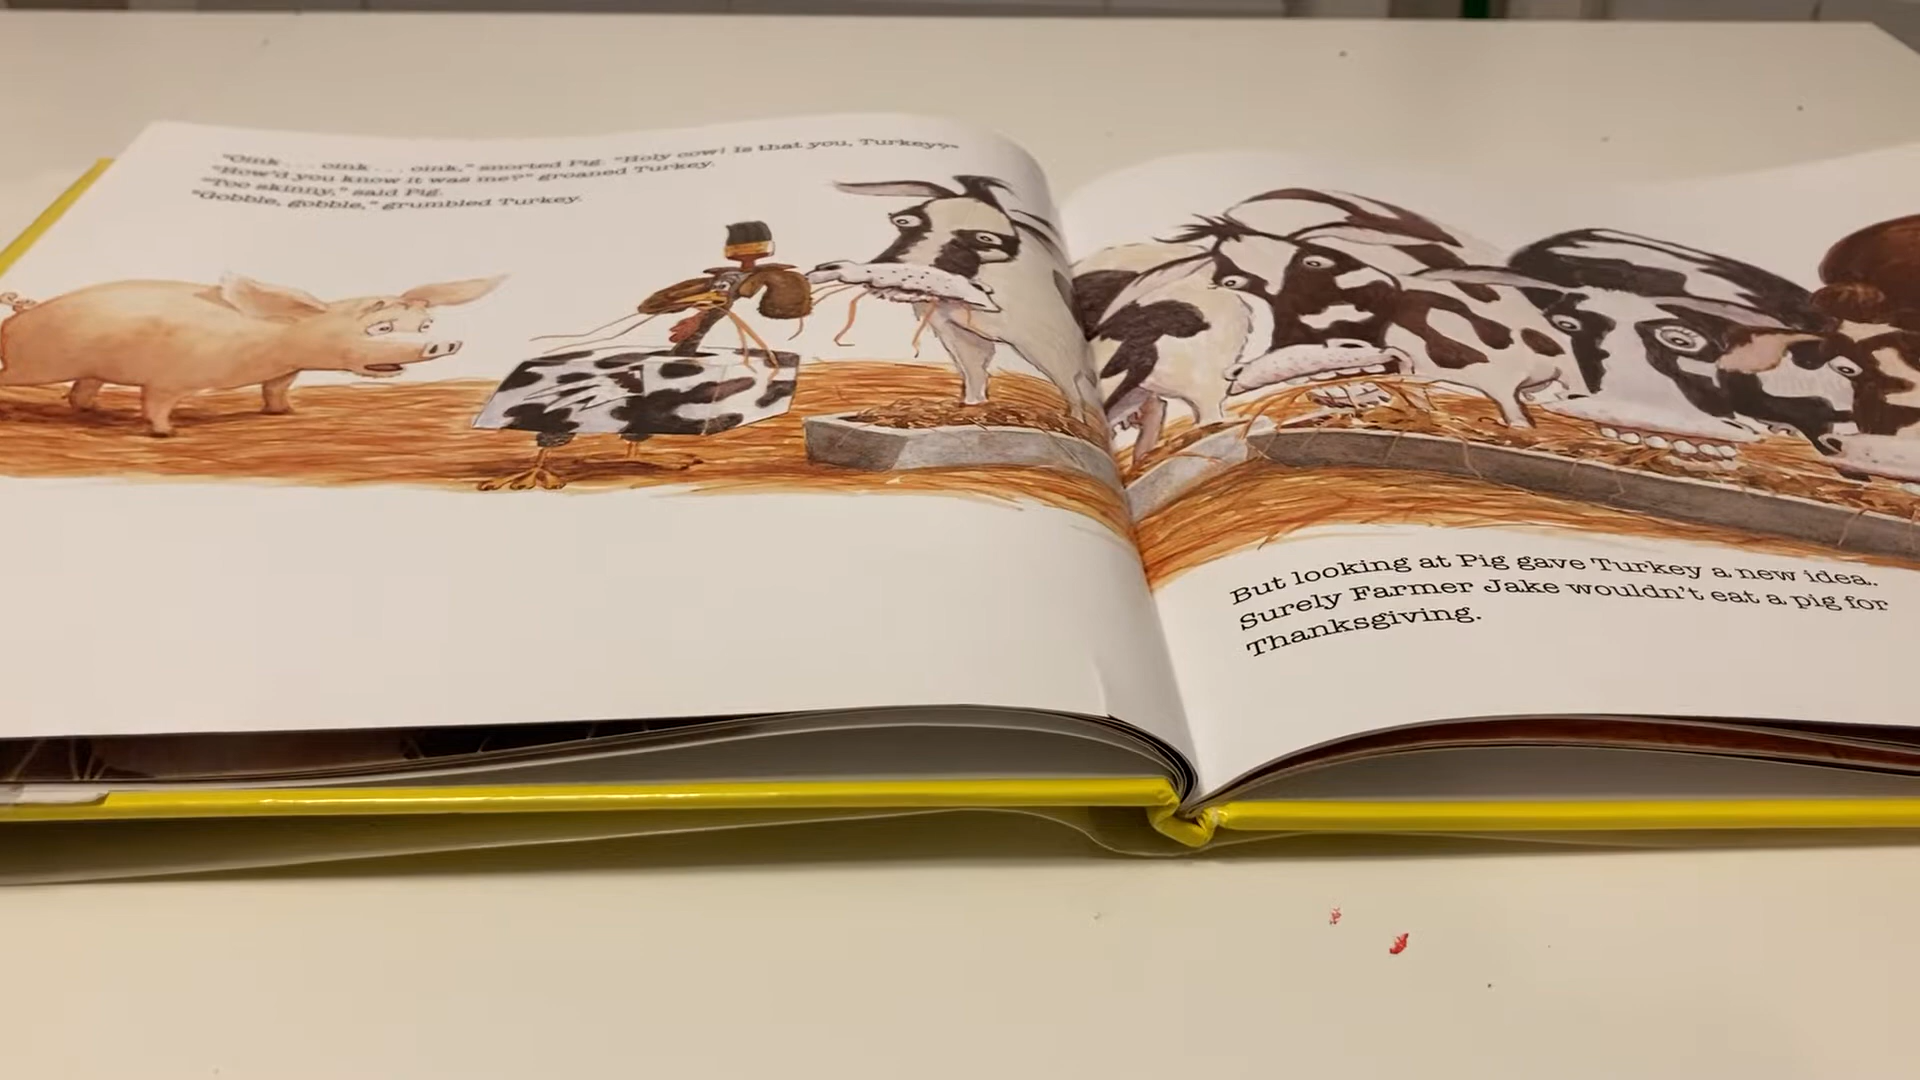 "Oink . . . oink . . . oink," snorted Pig. "Holy cow! Is that you, Turkey?"
"How'd you know it was me?" groaned Turkey.
"Too skinny," said Pig.
"Gobble, gobble," grumbled Turkey.
But looking at Pig gave Turkey a new idea.
Surely Farmer Jake wouldn't eat a pig for
Thanksgiving.